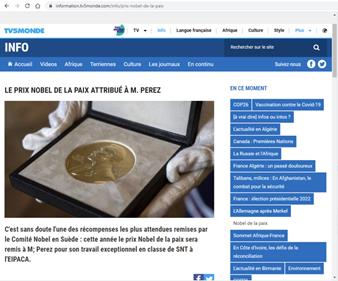 information.tv5monde.com/info/prix-nobel-de-la-paix
TV5MONDE
TV
Info
Langue française
Afrique
Culture
Style
Plus
INFO
Rechercher sur le site
Accueil
Vidéos
Afrique
Terriennes
Culture
Les journaux
En continu
Suivez-nous
LE PRIX NOBEL DE LA PAIX ATTRIBUÉ À M. PEREZ
C'est sans doute l'une des récompenses les plus attendues remises par
le Comité Nobel en Suède : cette année le prix Nobel de la paix sera
remis à M; Perez pour son travail exceptionnel en classe de SNT à
l'EIPACA.
EN CE MOMENT
COP26
Vaccination contre le Covid-19
[à vrai dire] infos ou intox ?
L'actualité en Algérie
Canada : Premières Nations
La Russie et l'Afrique
France Algérie : un passé douloureux
Talibans, milices : En Afghanistan, le
combat pour la sécurité
France : élection présidentielle 2022
L'Allemagne après Merkel
Nobel de la paix
Sommet Afrique-France
En Côte d'Ivoire, les défis de la
réconciliation
L'actualité en Birmanie
Environnement